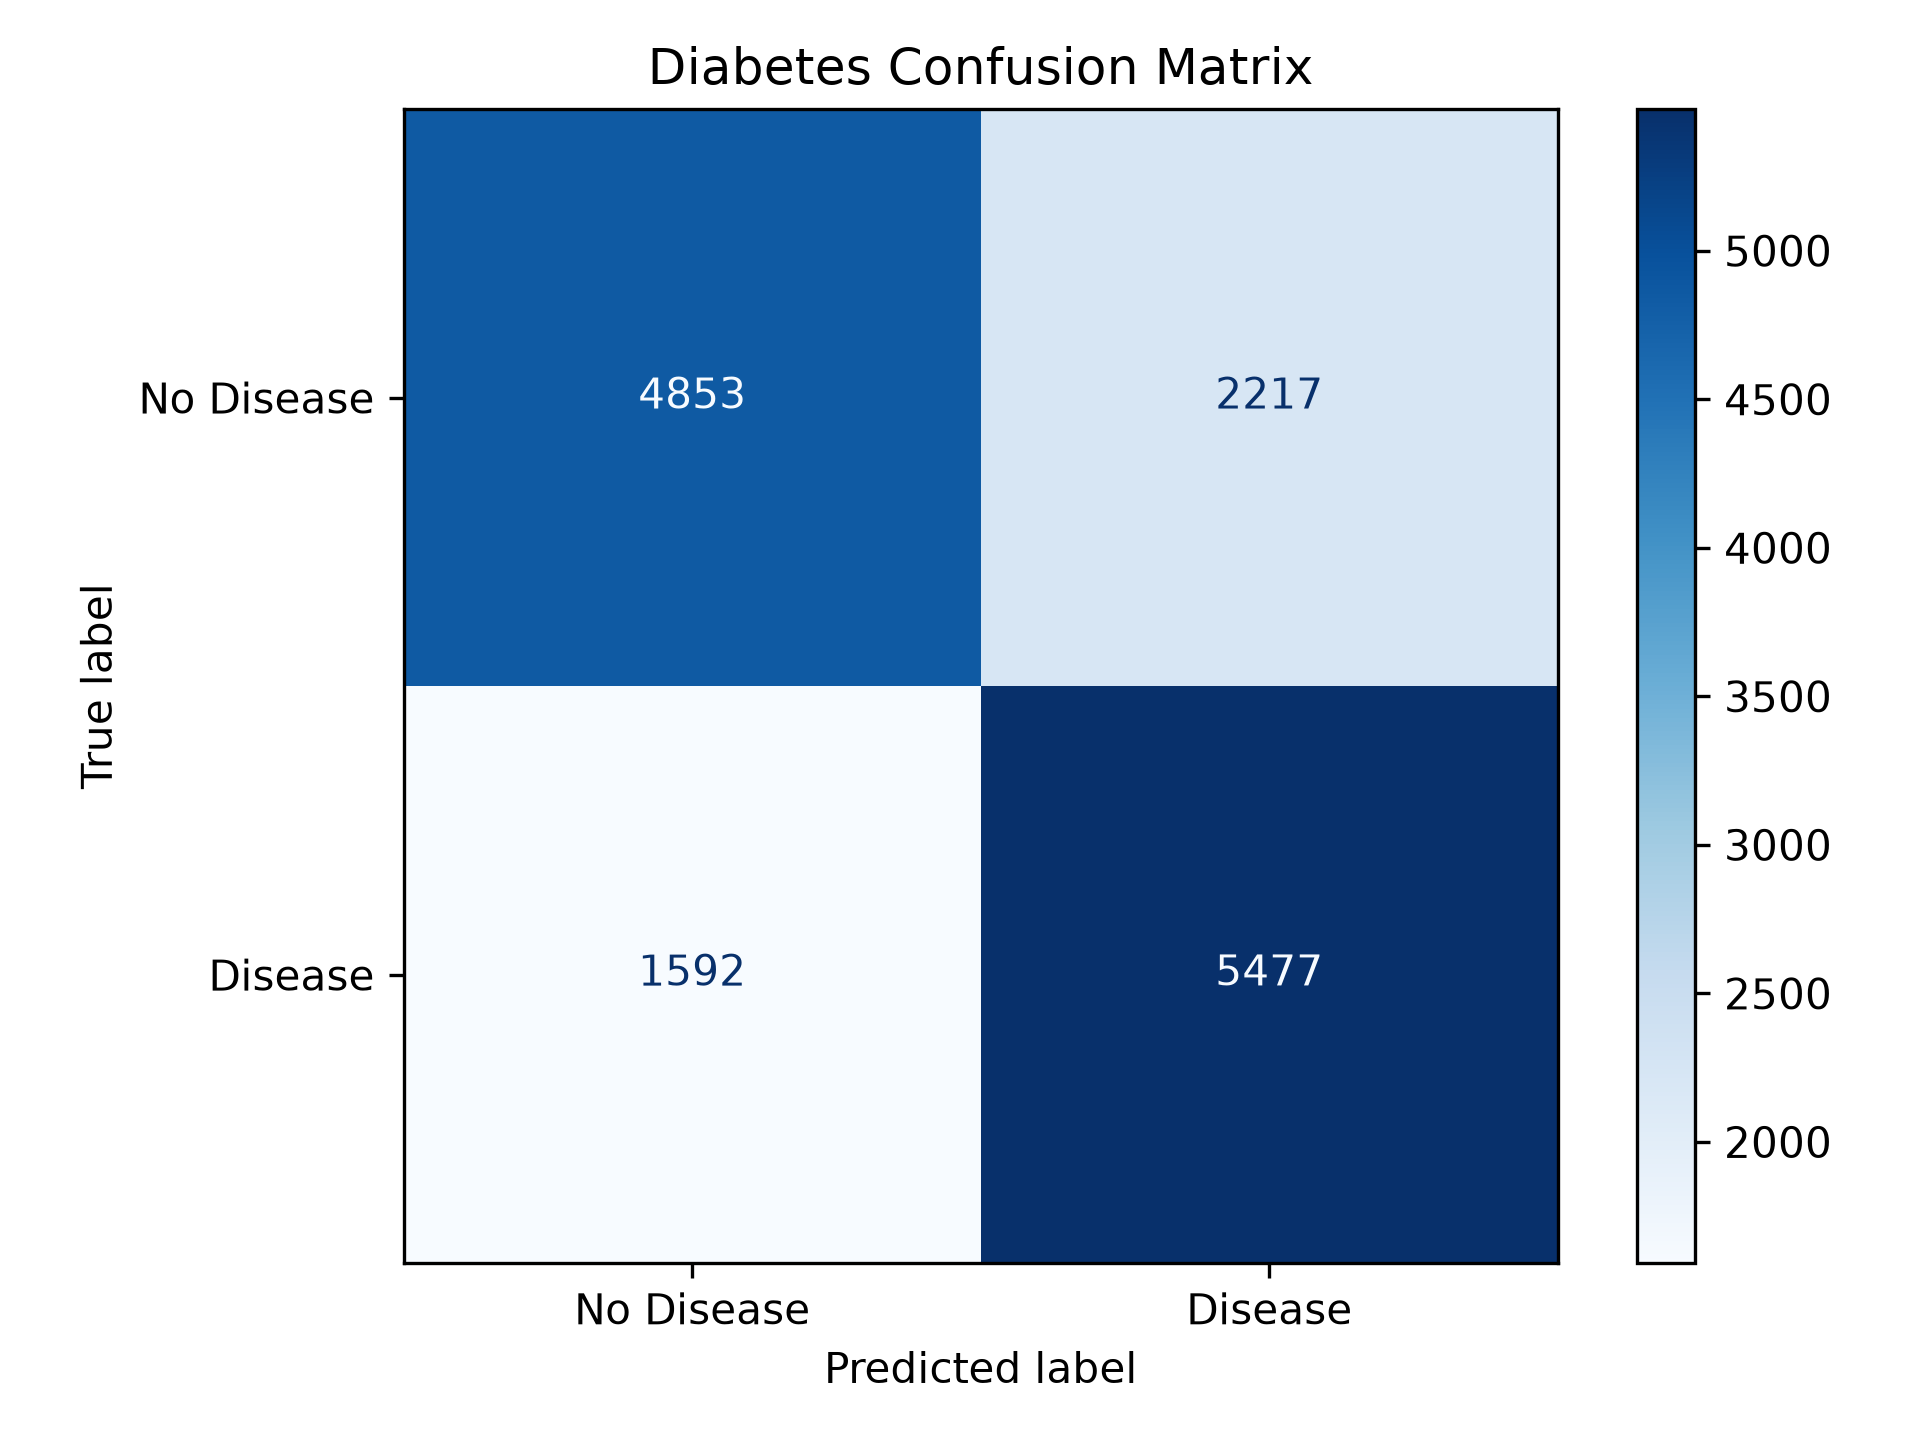 Diabetes Confusion Matrix
True label
No Disease
Disease
4853
2217
1592
5477
No Disease
Disease
Predicted label
5000
4500
4000
3500
3000
2500
2000